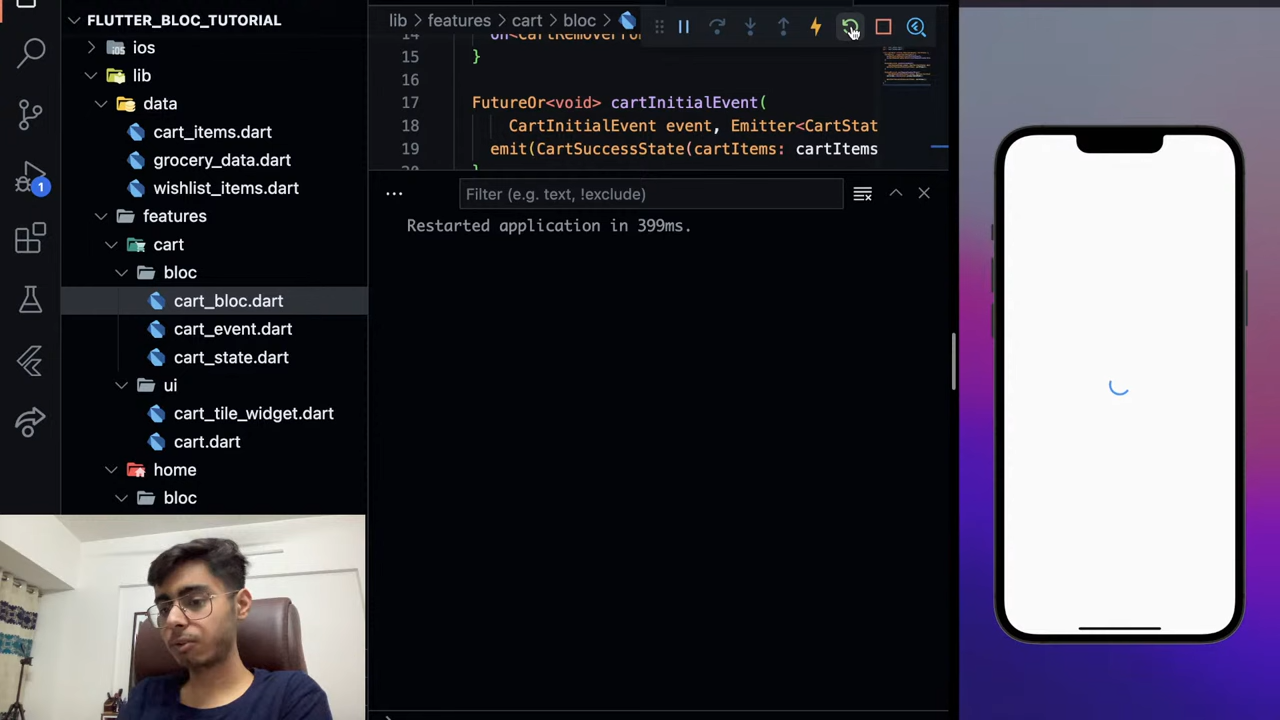 FLUTTER_BLOC_TUTORIAL
ios
lib
data
cart_items.dart
grocery_data.dart
wishlist_items.dart
features
cart
bloc
cart_bloc.dart
cart_event.dart
cart_state.dart
ui
cart_tile_widget.dart
cart.dart
home
bloc
1
lib > features > cart > bloc >
14
15 }
16
17 FutureOr<void> cartInitialEvent(
18 CartInitialEvent event, Emitter<CartStat
19 emit(CartSuccessState(cartItems: cartItems
Filter (e.g. text, !exclude)
Restarted application in 399ms.